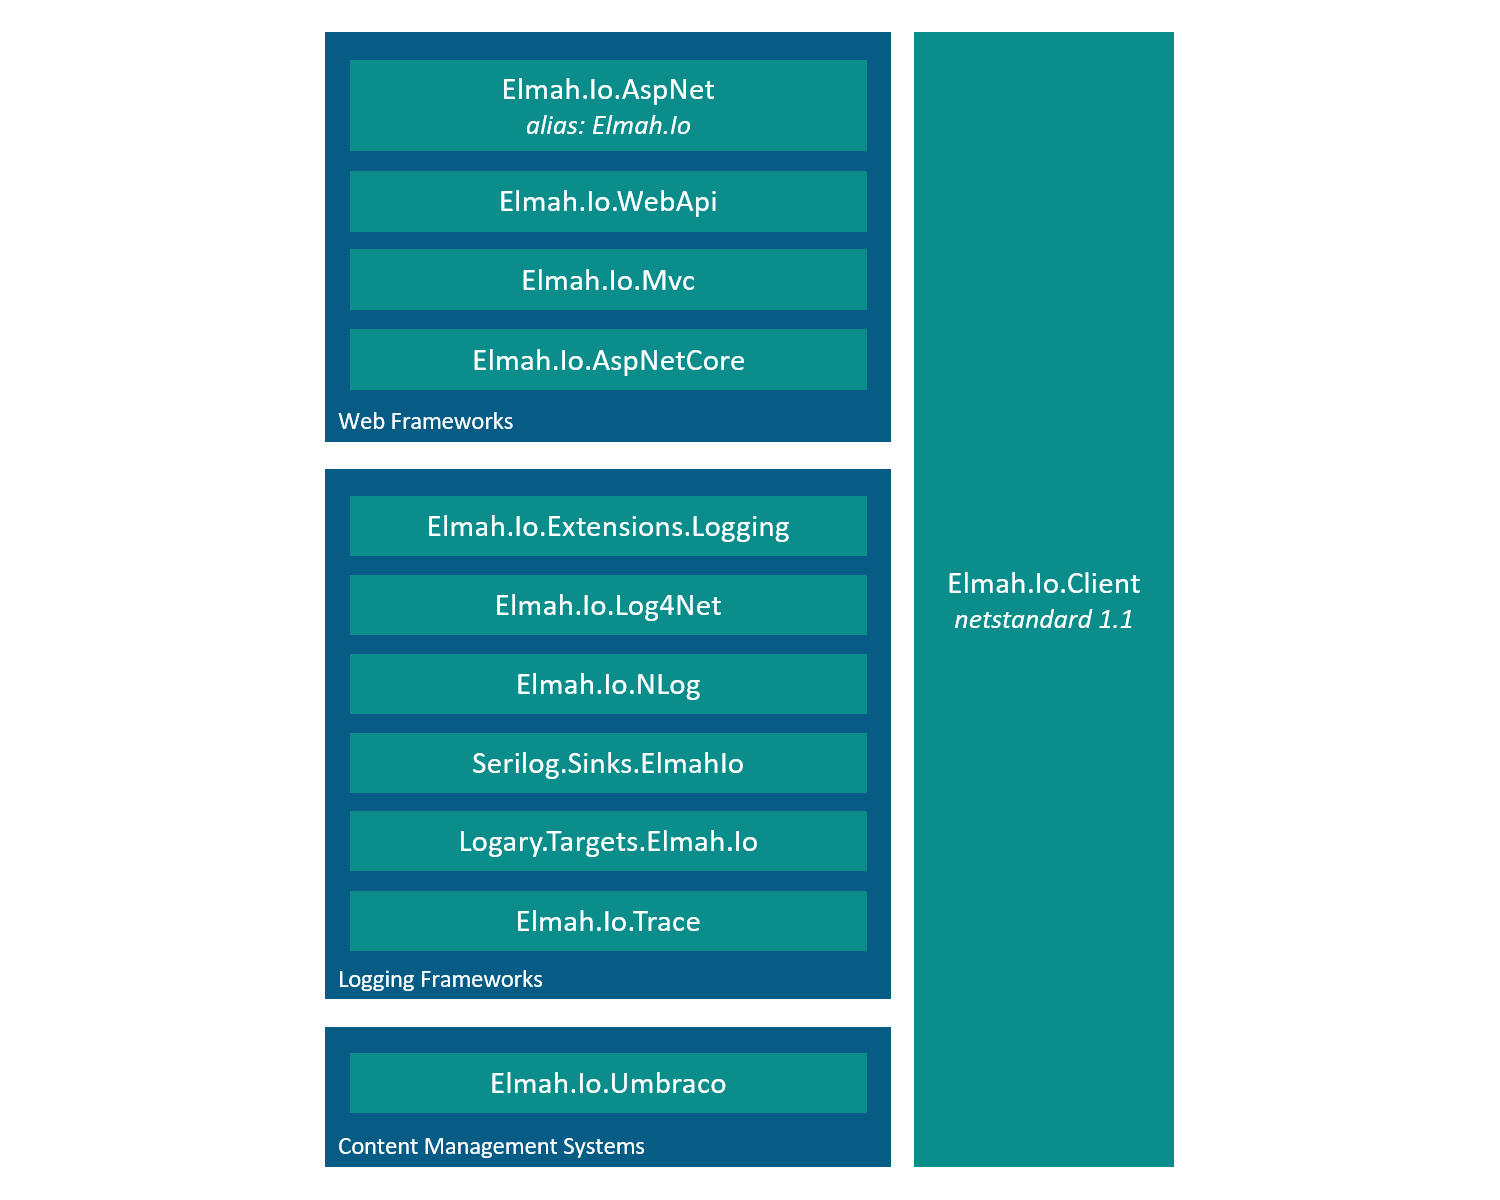 Elmah.Io.AspNet
alias: Elmah.Io
Elmah.Io.WebApi
Elmah.Io.Mvc
Elmah.Io.AspNetCore
Web Frameworks
Elmah.Io.Extensions.Logging
Elmah.Io.Log4Net
Elmah.Io.NLog
Serilog.Sinks.ElmahIo
Logary.Targets.Elmah.Io
Elmah.Io.Trace
Logging Frameworks
Elmah.Io.Umbraco
Content Management Systems
Elmah.Io.Client
netstandard 1.1